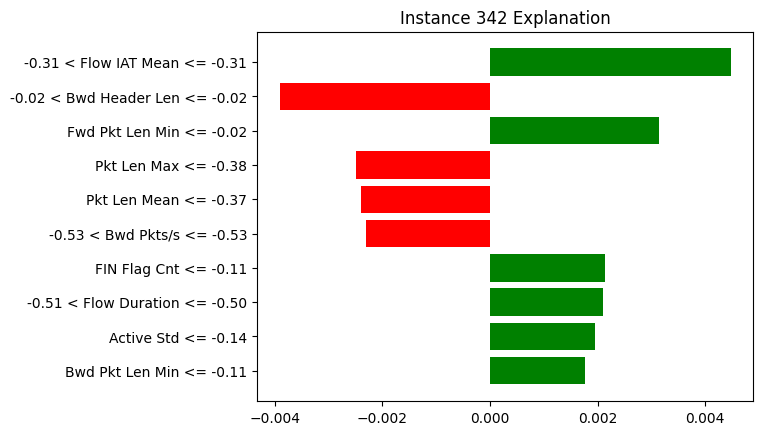 Instance 342 Explanation
-0.31 < Flow IAT Mean <= -0.31
-0.02 < Bwd Header Len <= -0.02
Fwd Pkt Len Min <= -0.02
Pkt Len Max <= -0.38
Pkt Len Mean <= -0.37
-0.53 < Bwd Pkts/s <= -0.53
FIN Flag Cnt <= -0.11
-0.51 < Flow Duration <= -0.50
Active Std <= -0.14
Bwd Pkt Len Min <= -0.11
−0.004 −0.002 0.000 0.002 0.004